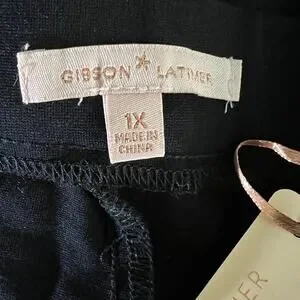 GIBSON LATIMER
1X
MADE IN
CHINA